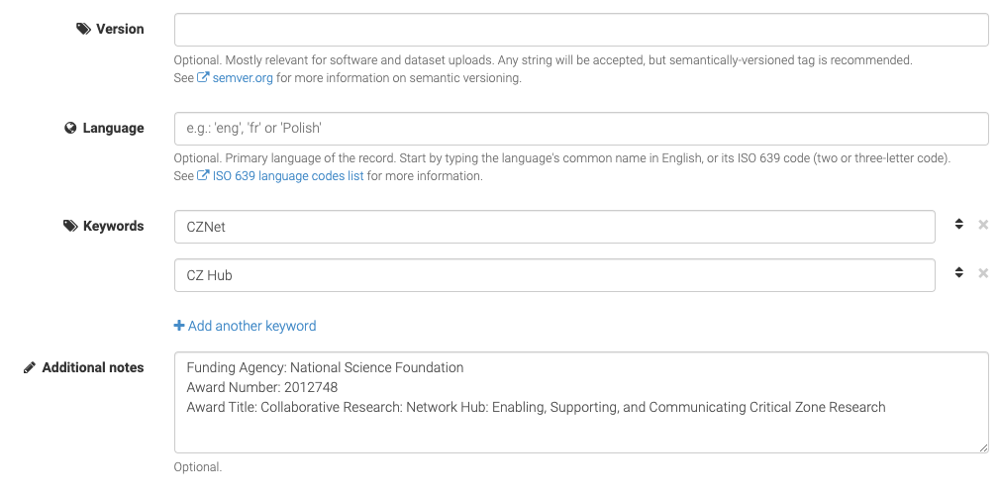 Version
Optional. Mostly relevant for software and dataset uploads. Any string will be accepted, but semantically-versioned tag is recommended.
See semver.org for more information on semantic versioning.
Language
e.g.: 'eng', 'fr' or 'Polish'
Optional. Primary language of the record. Start by typing the language's common name in English, or its ISO 639 code (two or three-letter code).
See ISO 639 language codes list for more information.
Keywords
CZNet
CZ Hub
Add another keyword
Additional notes
Funding Agency: National Science Foundation
Award Number: 2012748
Award Title: Collaborative Research: Network Hub: Enabling, Supporting, and Communicating Critical Zone Research
Optional.